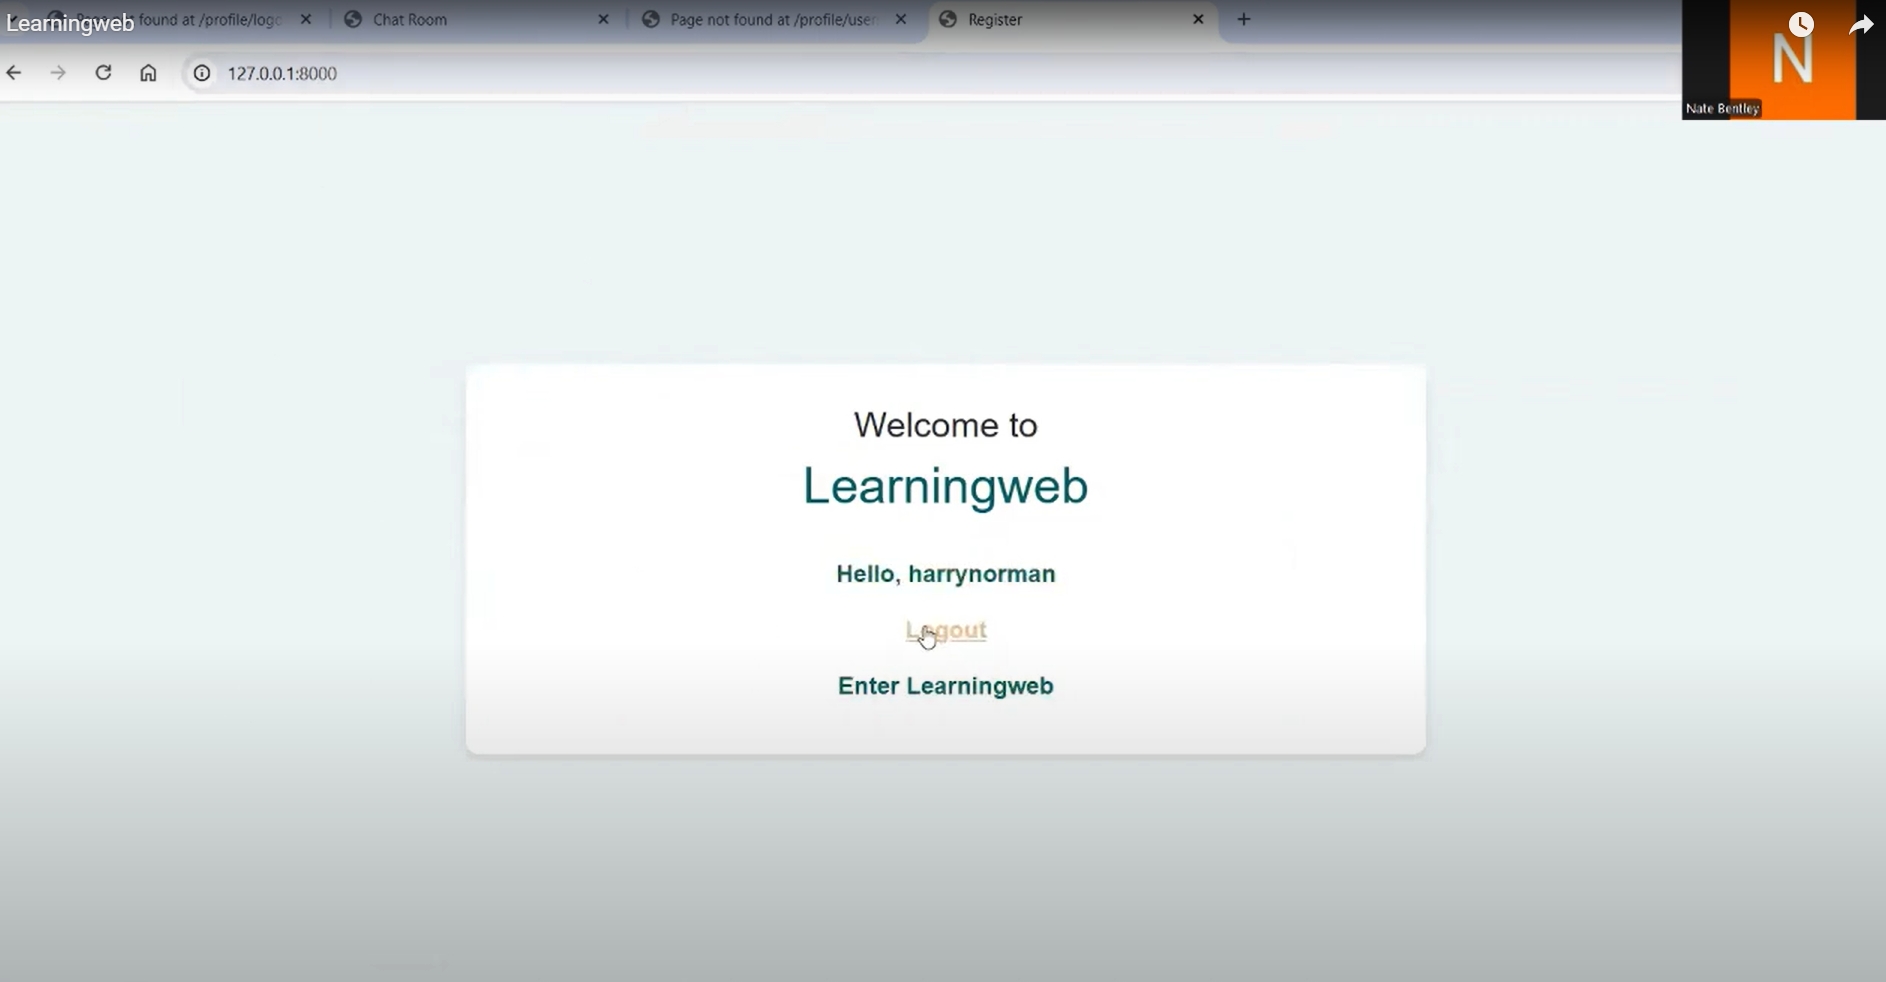 Learningweb
found at /profile/logo
Chat Room
Page not found at /profile/user
Register
127.0.0.1:8000
N
Nate Bentley
Welcome to
Learningweb
Hello, harrynorman
Logout
Enter Learningweb